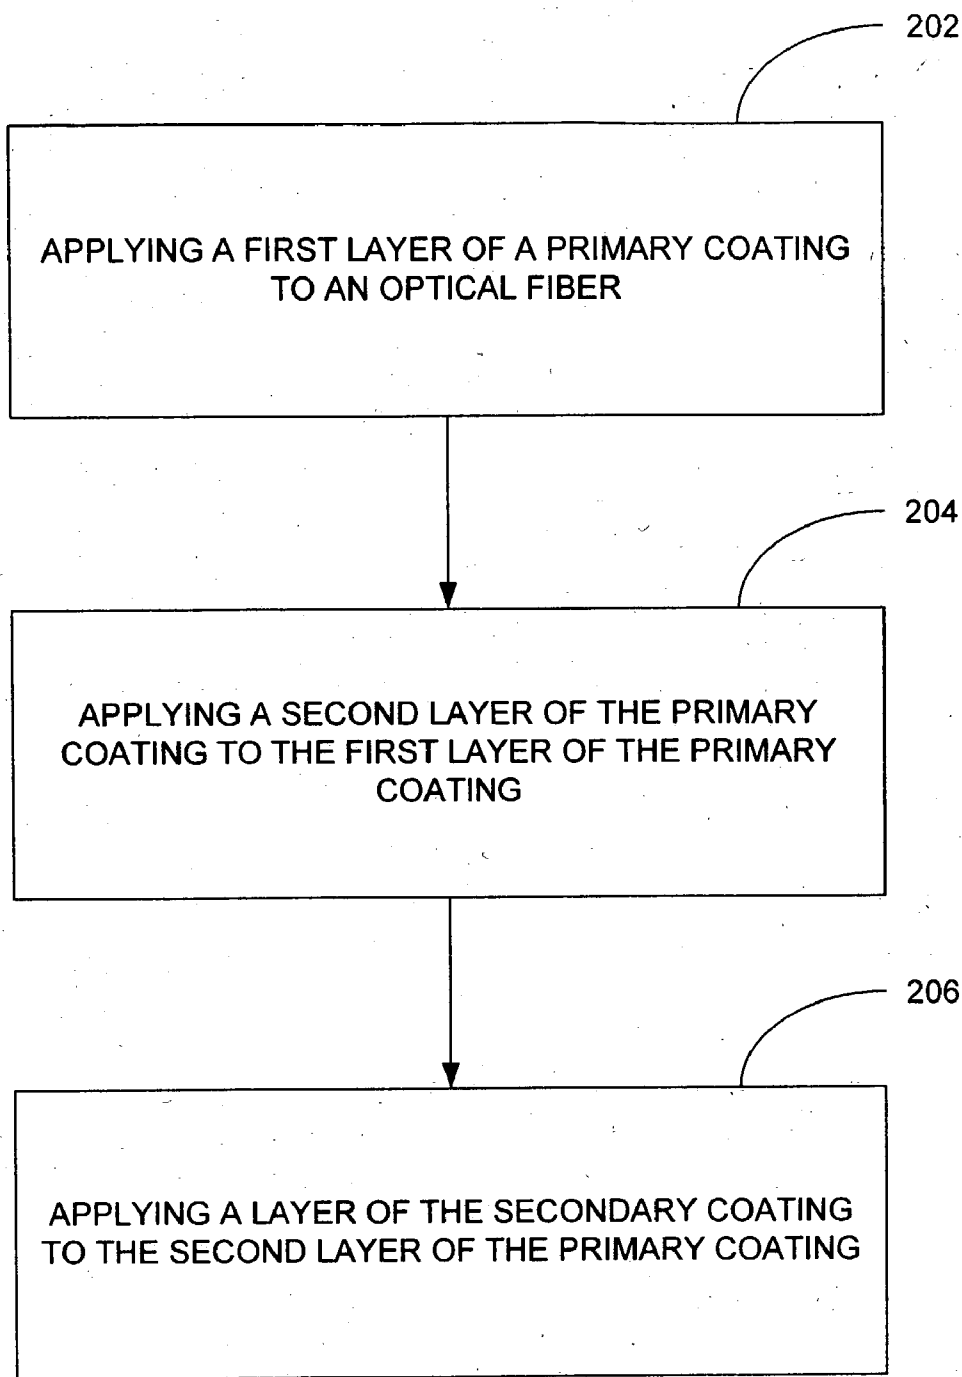 202
APPLYING A FIRST LAYER OF A PRIMARY COATING
TO AN OPTICAL FIBER
204
APPLYING A SECOND LAYER OF THE PRIMARY
COATING TO THE FIRST LAYER OF THE PRIMARY
COATING
206
APPLYING A LAYER OF THE SECONDARY COATING
TO THE SECOND LAYER OF THE PRIMARY COATING